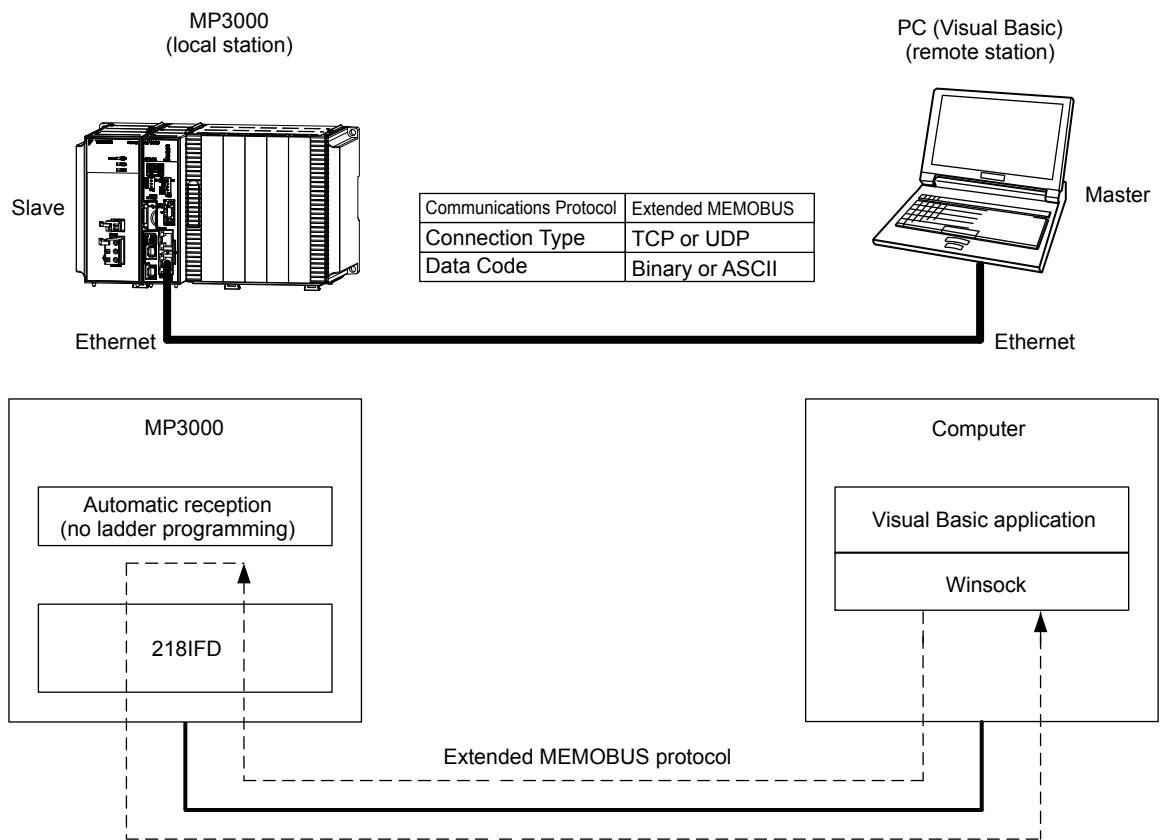 MP3000
(local station)
PC (Visual Basic)
(remote station)
Slave
Communications Protocol Extended MEMOBUS
Connection Type TCP or UDP
Data Code Binary or ASCII
Master
Ethernet
Ethernet
MP3000
Automatic reception
(no ladder programming)
218IFD
Computer
Visual Basic application
Winsock
Extended MEMOBUS protocol